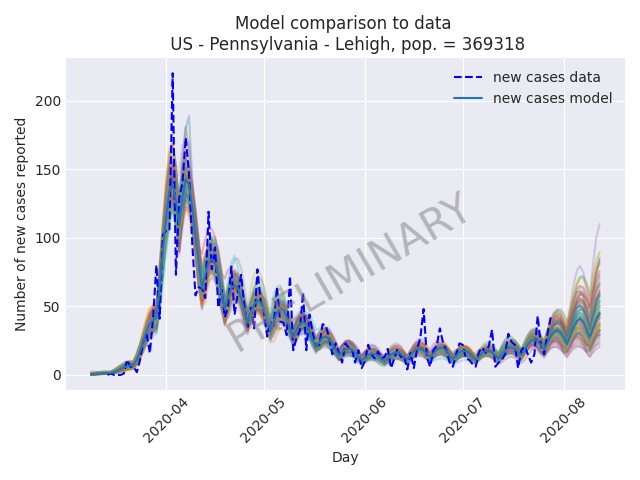 Model comparison to data
US - Pennsylvania - Lehigh, pop. = 369318
new cases data
new cases model
PRELIMINARY
Number of new cases reported
200
150
100
50
0
2020-04
2020-05
2020-06
2020-07
2020-08
Day